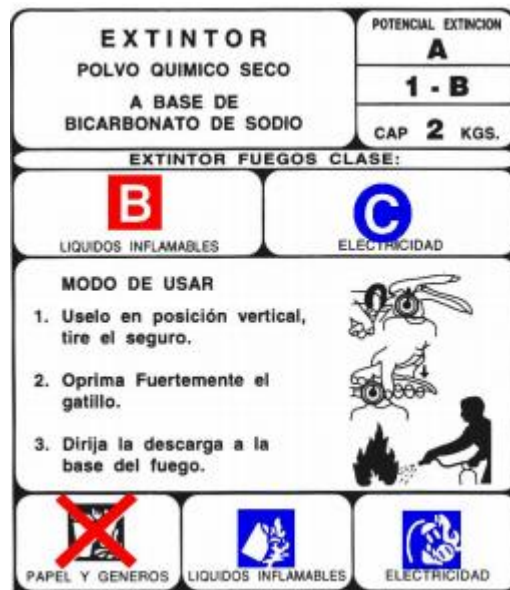 EXTINTOR
POLVO QUIMICO SECO
A BASE DE
BICARBONATO DE SODIO
POTENCIAL EXTINCION
A
1 - B
CAP 2 KGS.
EXTINTOR FUEGOS CLASE:
B
LIQUIDOS INFLAMABLES
C
ELECTRICIDAD
MODO DE USAR
1. Uselo en posición vertical,
tire el seguro.
2. Oprima Fuertemente el
gatillo.
3. Dirija la descarga a la
base del fuego.
PAPEL Y GENEROS
LIQUIDOS INFLAMABLES
ELECTRICIDAD